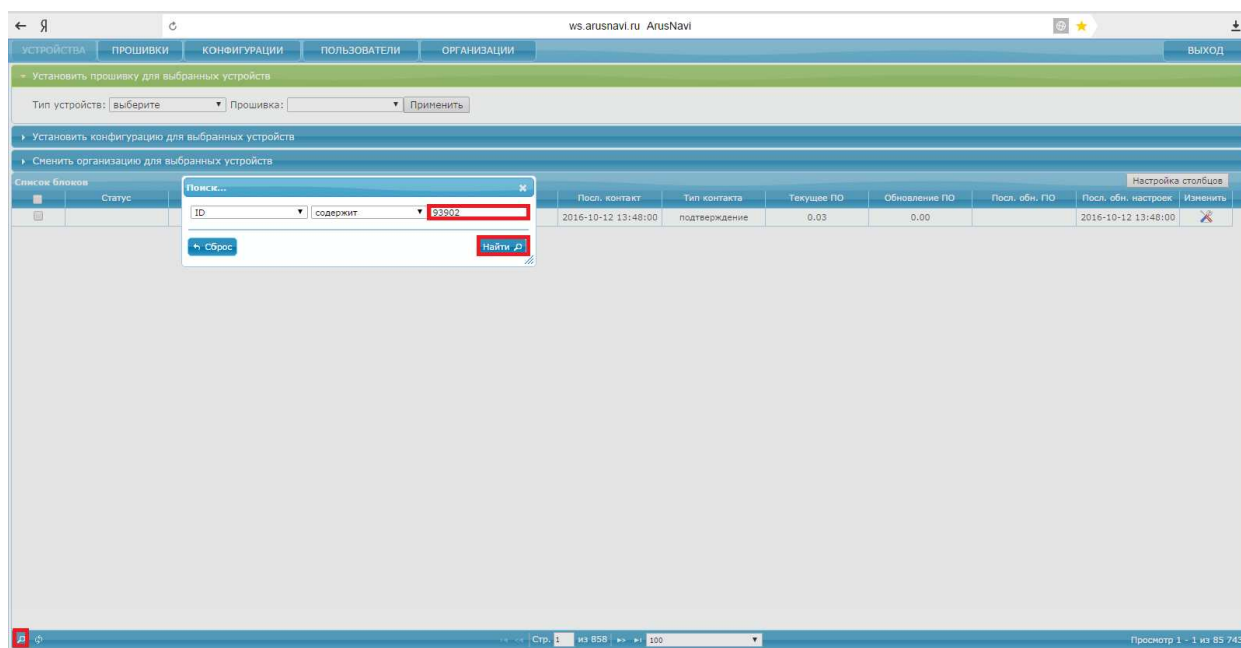 Я ws.arusnavi.ru ArusNavi
УСТРОЙСТВА ПРОШИВКИ КОНФИГУРАЦИИ ПОЛЬЗОВАТЕЛИ ОРГАНИЗАЦИИ ВЫХОД
Установить прошивку для выбранных устройств
Тип устройств: выберите Прошивка: Применить
Установить конфигурацию для выбранных устройств
Сменить организацию для выбранных устройств
Список блоков Настройка столбцов
Поиск...
Статус Посл. контакт Тип контакта Текущее ПО Обновление ПО Посл. обн. ПО Посл. обн. настроек Изменить
ID содержит 93902
2016-10-12 13:48:00 подтверждение 0.03 0.00 2016-10-12 13:48:00
Сброс Найти
Стр. 1 из 858 100 Просмотр 1 - 1 из 85 743